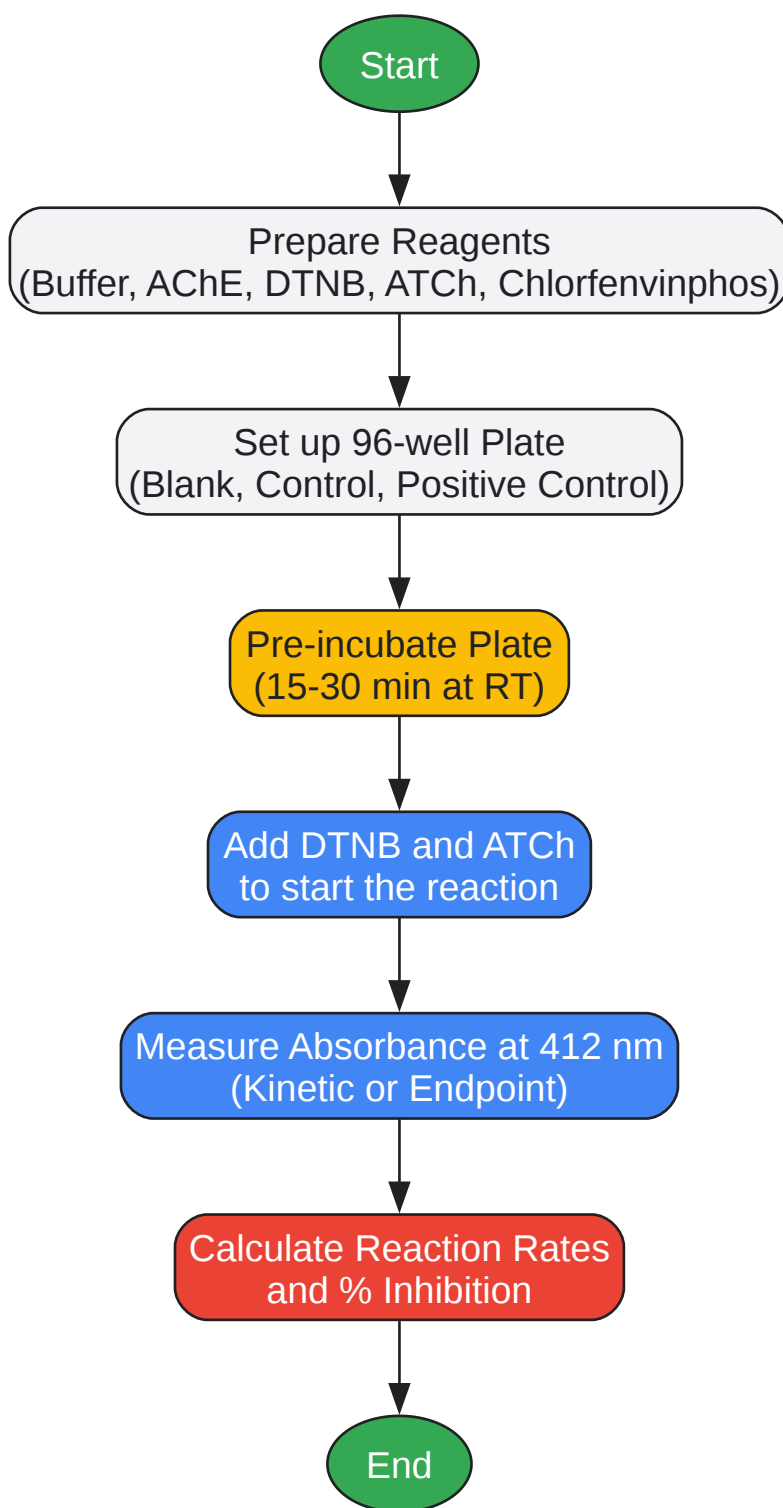 Start
Prepare Reagents
(Buffer, AChE, DTNB, ATCh, Chlorfenvinphos)
Set up 96-well Plate
(Blank, Control, Positive Control)
Pre-incubate Plate
(15-30 min at RT)
Add DTNB and ATCh
to start the reaction
Measure Absorbance at 412 nm
(Kinetic or Endpoint)
Calculate Reaction Rates
and % Inhibition
End